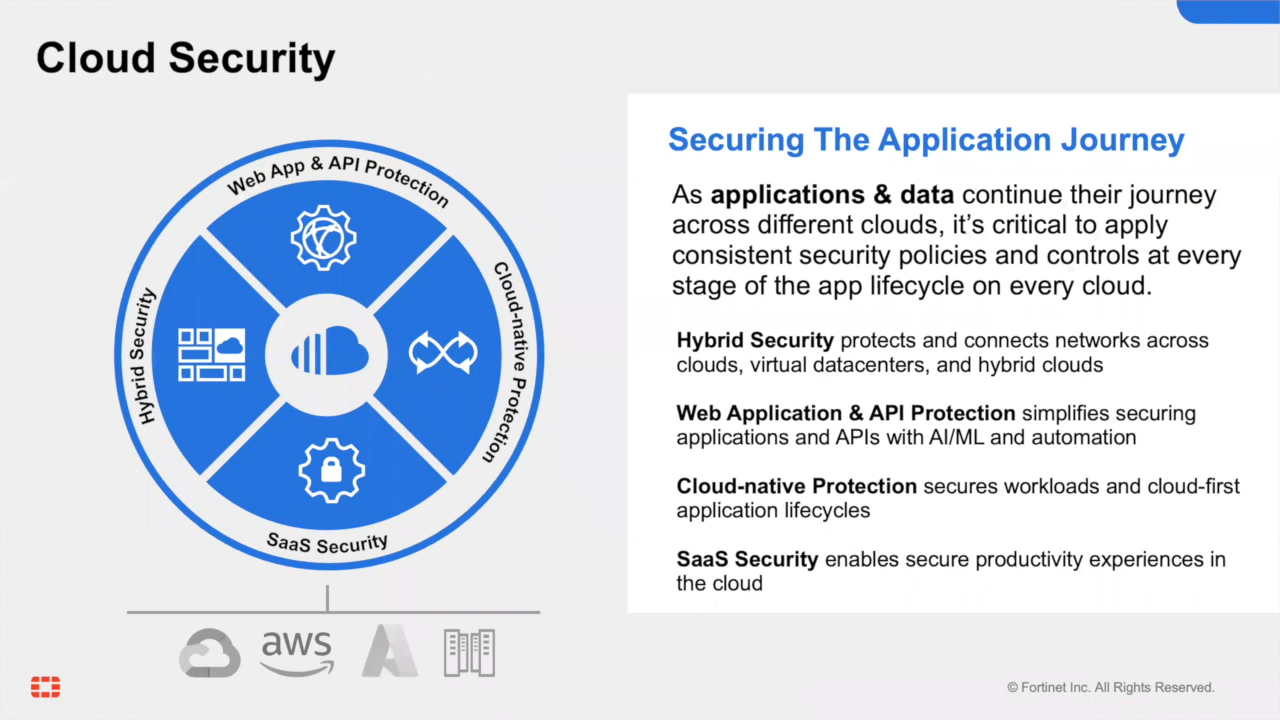 Cloud Security
Web App & API Protection
Hybrid Security
Cloud-native Protection
SaaS Security
aws
Securing The Application Journey
As applications & data continue their journey
across different clouds, it’s critical to apply
consistent security policies and controls at every
stage of the app lifecycle on every cloud.
Hybrid Security protects and connects networks across
clouds, virtual datacenters, and hybrid clouds
Web Application & API Protection simplifies securing
applications and APIs with AI/ML and automation
Cloud-native Protection secures workloads and cloud-first
application lifecycles
SaaS Security enables secure productivity experiences in
the cloud
© Fortinet Inc. All Rights Reserved.